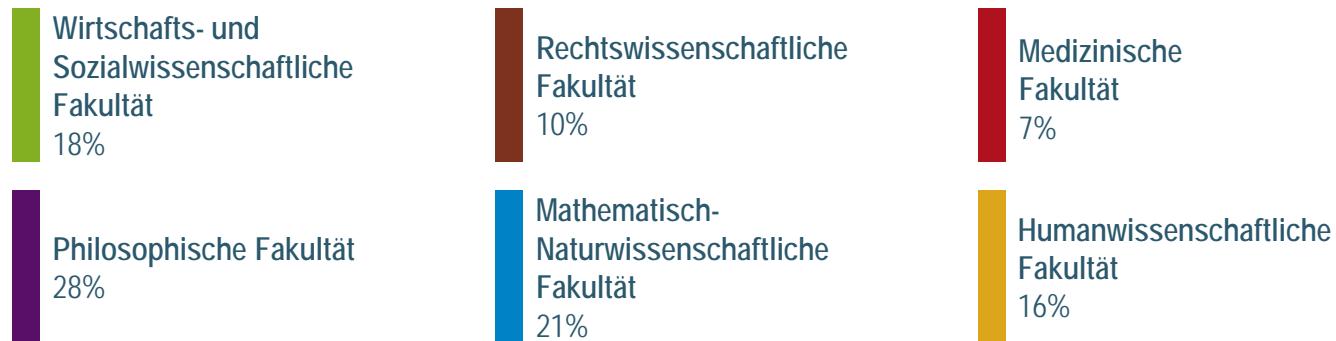 Wirtschafts- und
Sozialwissenschaftliche
Fakultät
18%
Rechtswissenschaftliche
Fakultät
10%
Medizinische
Fakultät
7%
Philosophische Fakultät
28%
Mathematisch-
Naturwissenschaftliche
Fakultät
21%
Humanwissenschaftliche
Fakultät
16%